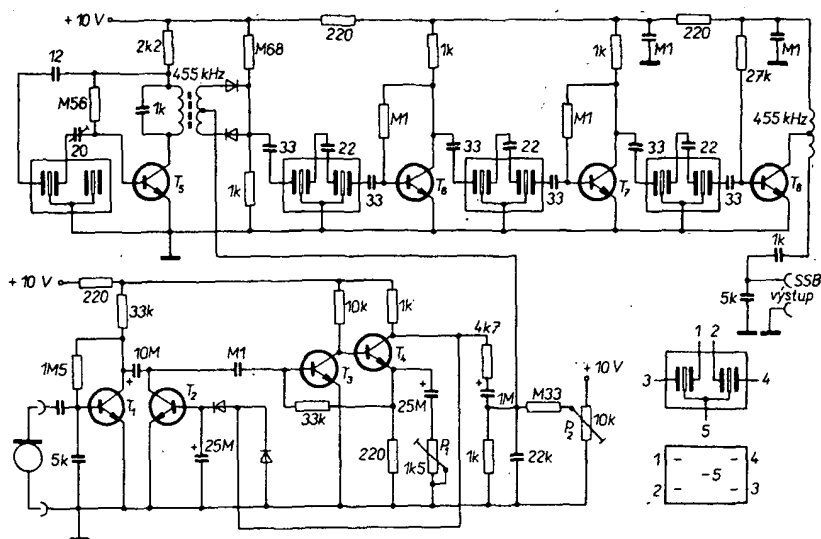 + 10 V
220
220
12
2k2
455 kHz
M68
1k
1k
M1
M1
M56
1k
M1
M1
27k
455 kHz
20
33
22
33
22
33
22
T5
1k
33
T6
33
T7
33
T8
1k
+ 10 V
220
33k
10k
1k
5k
SSB
výstup
1M5
10M
M1
4k7
1 2
T1
T2
T3
T4
+ 10 V
3
4
33k
25M
1M
M33
10k
P2
5
5k
25M
220
P1
1k5
1k
22k
1
4
5
2
3